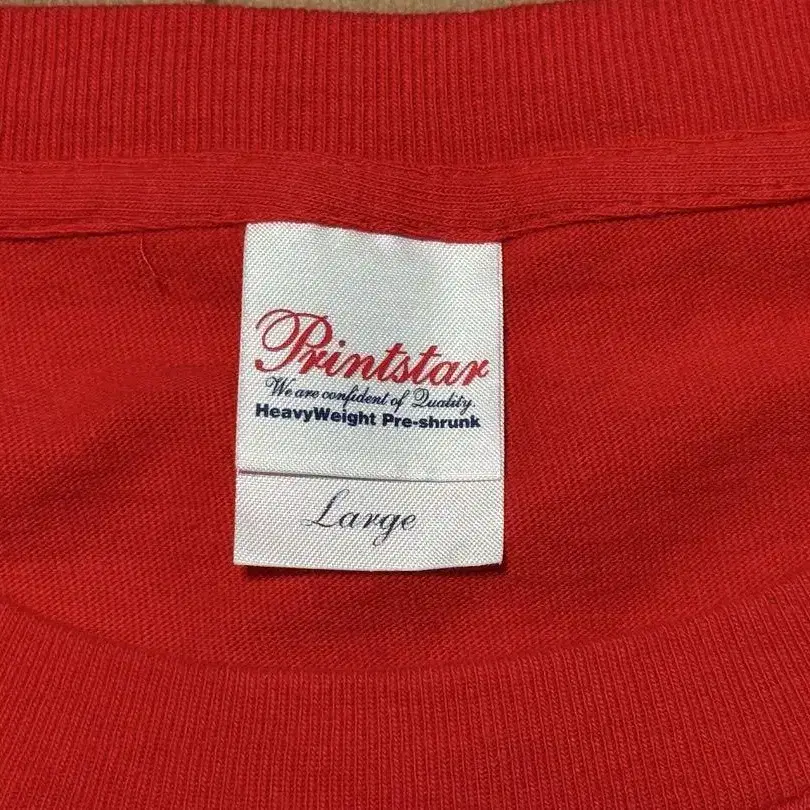 Printstar
We are confident of Quality
HeavyWeight Pre-shrunk
Large